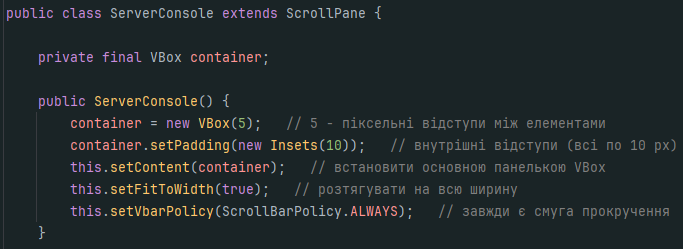 public class ServerConsole extends ScrollPane {
private final VBox container;
public ServerConsole() {
container = new VBox(5); // 5 - піксельні відступи між елементами
container.setPadding(new Insets(10)); // внутрішні відступи (всі по 10 px)
this.setContent(container); // встановити основною панелькою VBox
this.setFitToWidth(true); // розтягувати на всю ширину
this.setVbarPolicy(ScrollBarPolicy.ALWAYS); // завжди є смуга прокручення
}